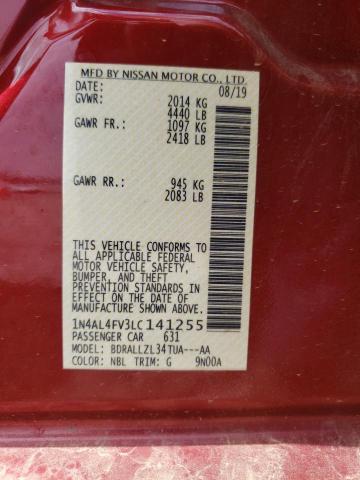 MFD BY NISSAN MOTOR CO., LTD.
DATE: 08/19
GVWR: 2014 KG
4440 LB
GAWR FR: 1097 KG
2418 LB
GAWR RR: 945 KG
2083 LB
THIS VEHICLE CONFORMS TO
ALL APPLICABLE FEDERAL
MOTOR VEHICLE SAFETY,
BUMPER, AND THEFT
PREVENTION STANDARDS IN
EFFECT ON THE DATE OF
MANUFACTURE SHOWN ABOVE.
1N4AL4FV3LC141255
PASSENGER CAR 631
MODEL: BDRALLZL34TUA---AA
COLOR: NBL TRIM: G 9N00A